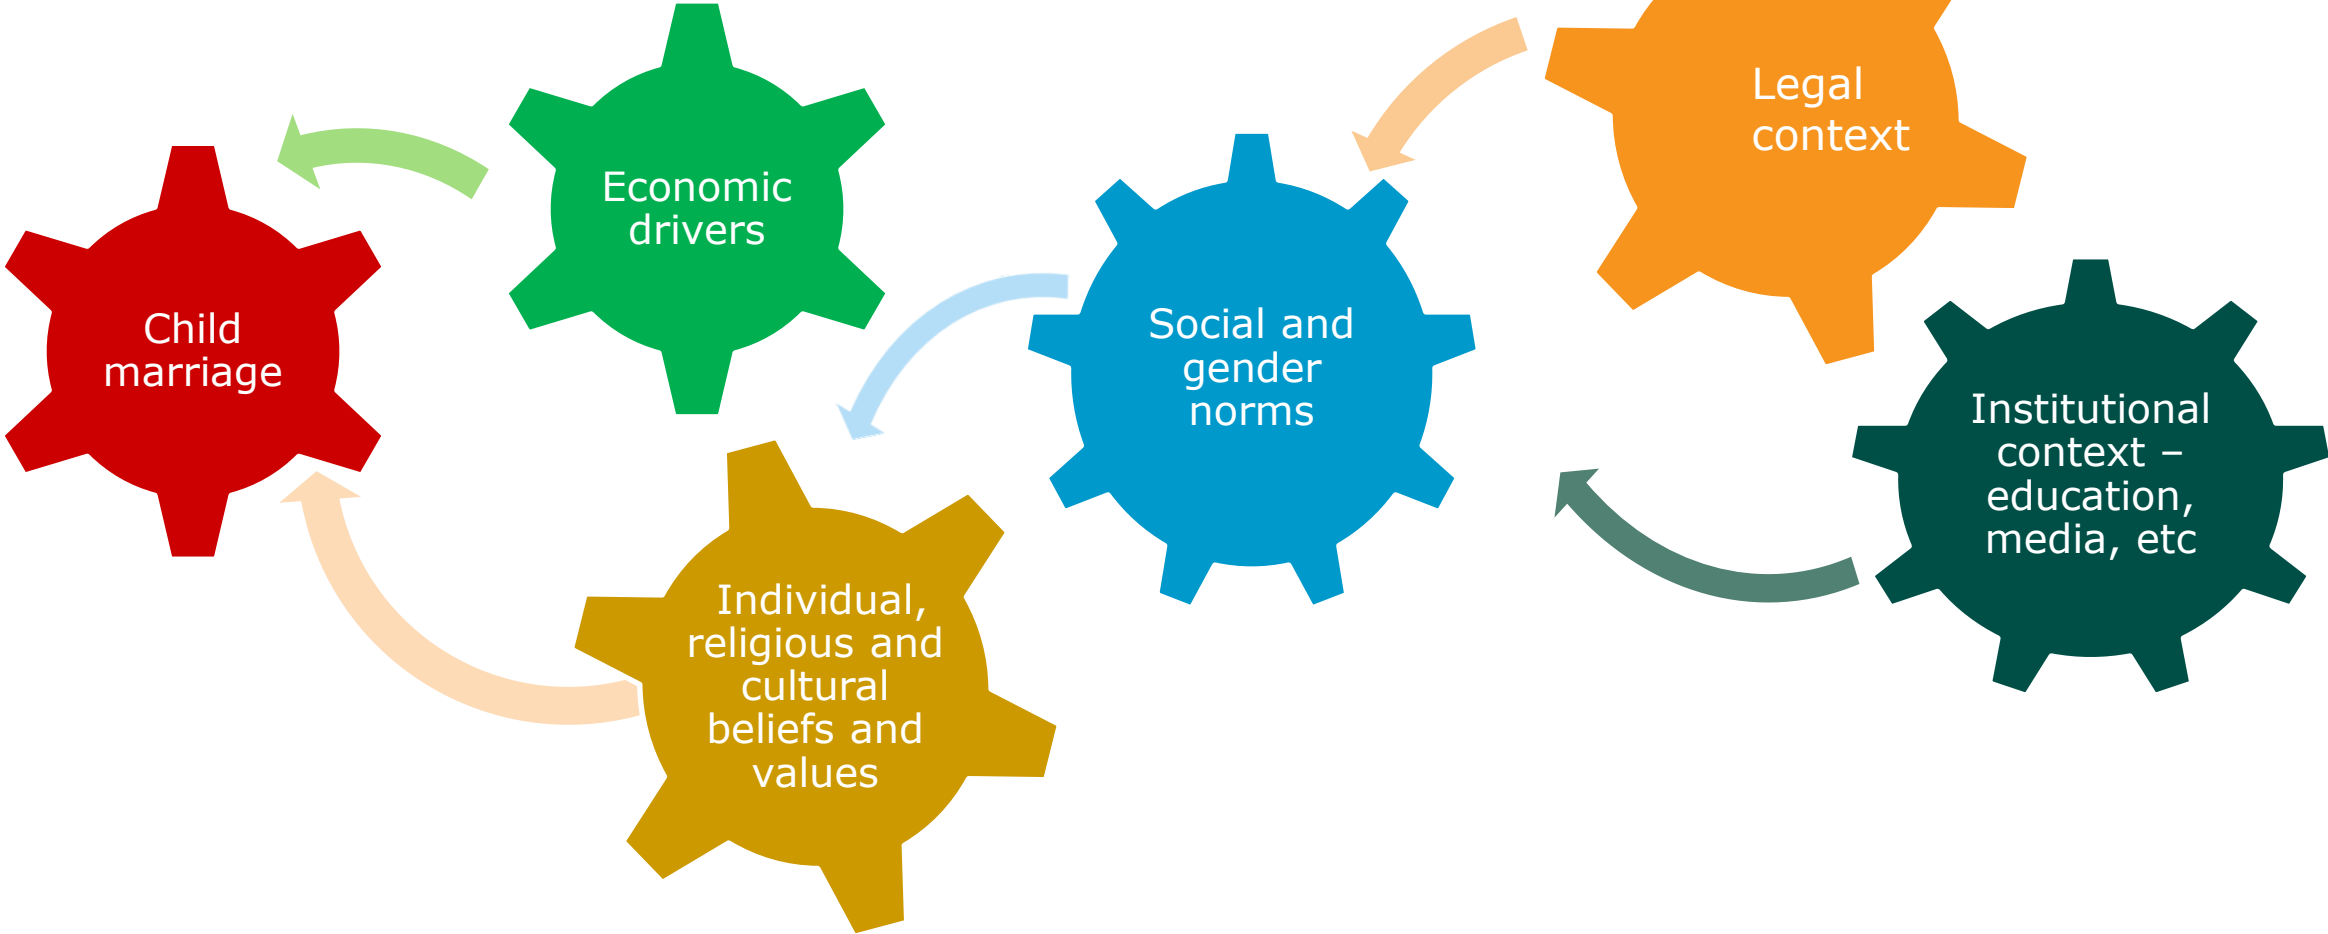 Child
marriage
Economic
drivers
Individual,
religious and
cultural
beliefs and
values
Social and
gender
norms
Legal
context
Institutional
context –
education,
media, etc